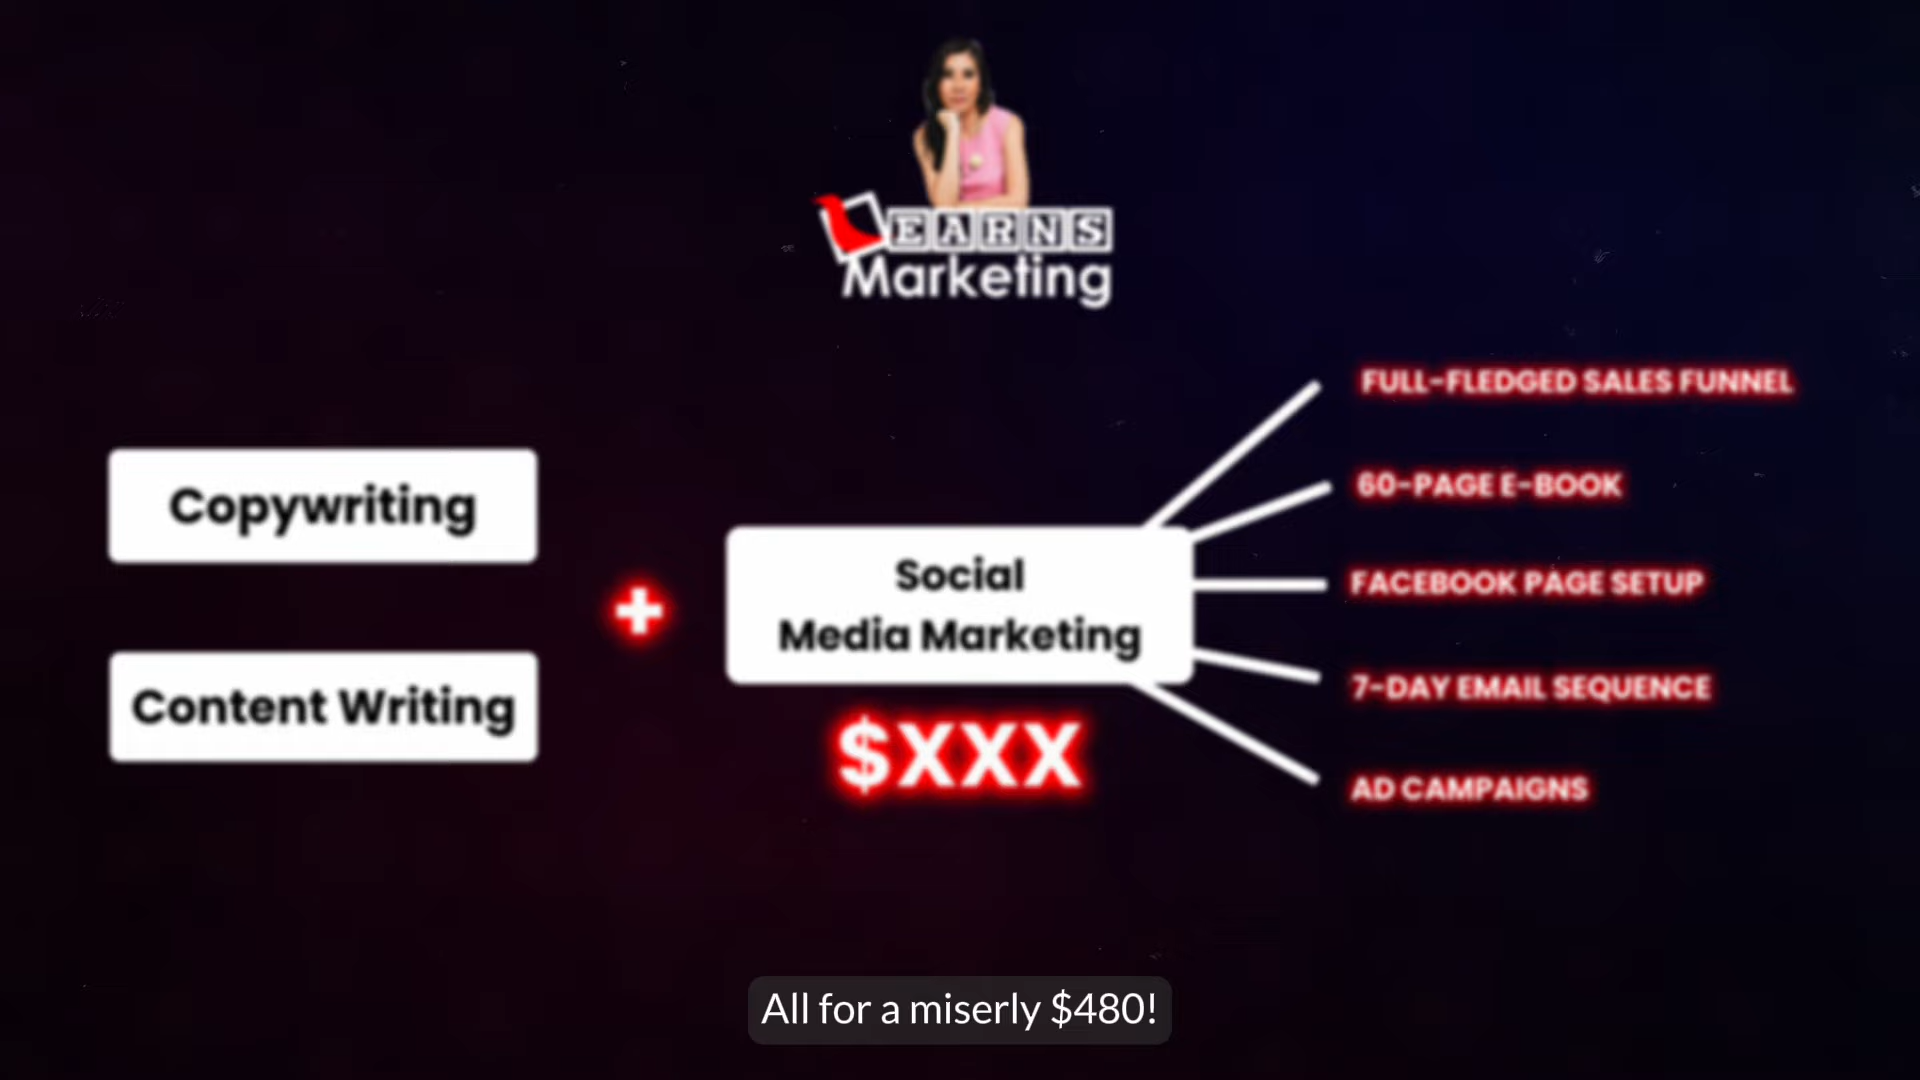 LEARNS
Marketing
Copywriting
Content Writing
+
Social
Media Marketing
$XXX
FULL-FLEDGED SALES FUNNEL
60-PAGE E-BOOK
FACEBOOK PAGE SETUP
7-DAY EMAIL SEQUENCE
AD CAMPAIGNS
All for a miserly $480!